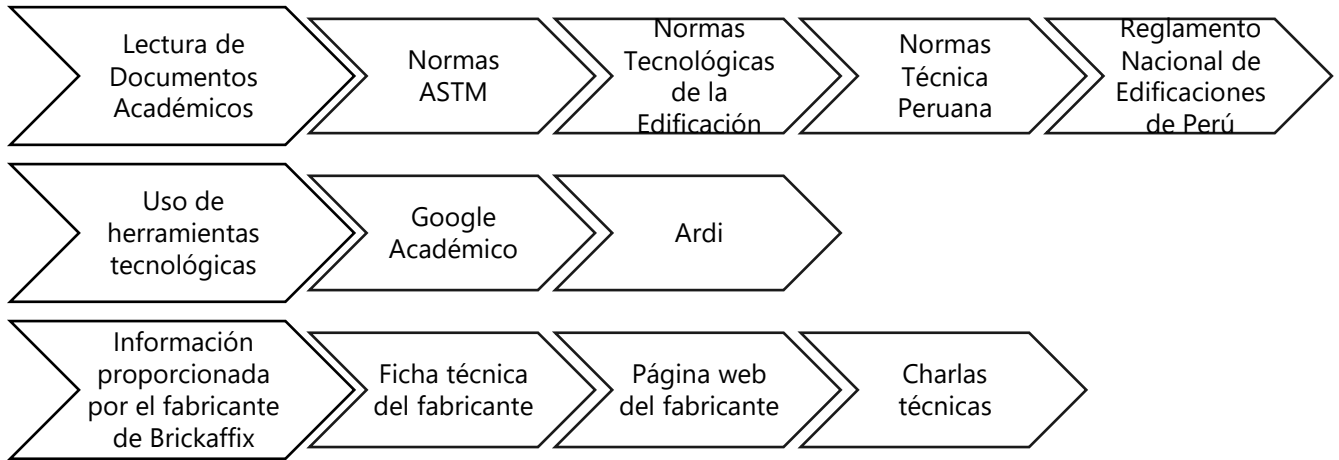 Lectura de
Documentos
Académicos
Normas
ASTM
Normas
Tecnológicas
de la
Edificación
Normas
Técnica
Peruana
Reglamento
Nacional de
Edificaciones
de Perú
Uso de
herramientas
tecnológicas
Google
Académico
Ardi
Información
proporcionada
por el fabricante
de Brickaffix
Ficha técnica
del fabricante
Página web
del fabricante
Charlas
técnicas